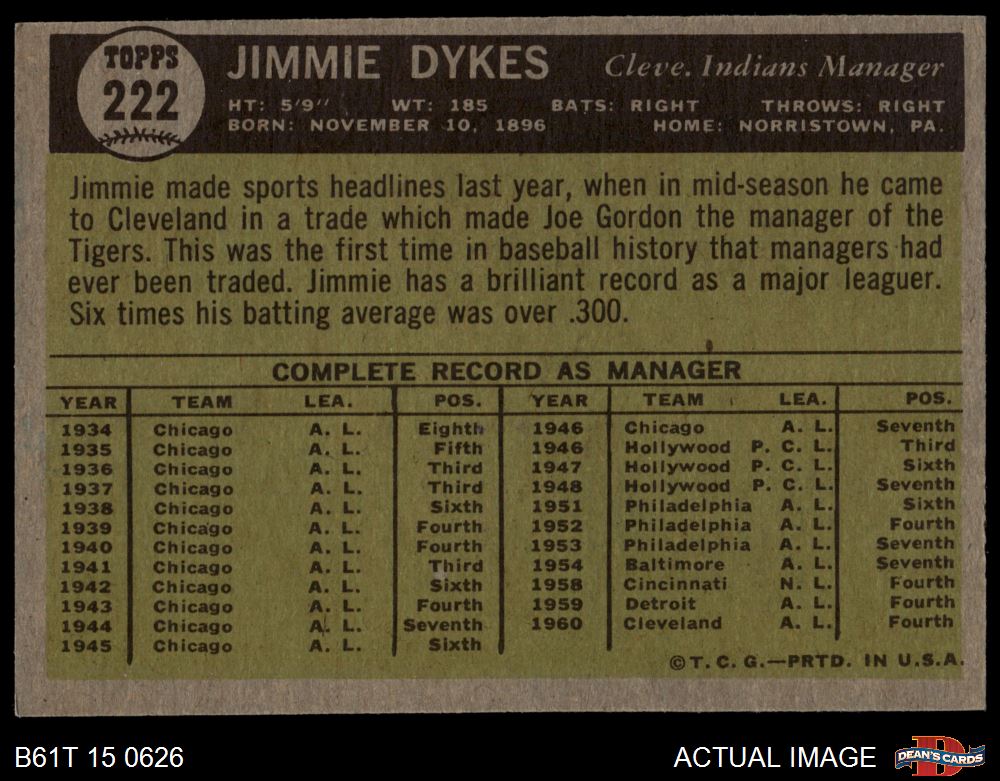 TOPPS
222
JIMMIE DYKES Cleve. Indians Manager
HT: 5'9" WT: 185 BATS: RIGHT THROWS: RIGHT
BORN: NOVEMBER 10, 1896 HOME: NORRISTOWN, PA.
Jimmie made sports headlines last year, when in mid-season he came
to Cleveland in a trade which made Joe Gordon the manager of the
Tigers. This was the first time in baseball history that managers had
ever been traded. Jimmie has a brilliant record as a major leaguer.
Six times his batting average was over .300.
COMPLETE RECORD AS MANAGER
YEAR TEAM LEA. POS. YEAR TEAM LEA. POS.
1934 Chicago A. L. Eighth 1946 Chicago A. L. Seventh
1935 Chicago A. L. Fifth 1946 Hollywood P. C. L. Third
1936 Chicago A. L. Third 1947 Hollywood P. C. L. Sixth
1937 Chicago A. L. Third 1948 Hollywood P. C. L. Seventh
1938 Chicago A. L. Sixth 1951 Philadelphia A. L. Sixth
1939 Chicago A. L. Fourth 1952 Philadelphia A. L. Fourth
1940 Chicago A. L. Fourth 1953 Philadelphia A. L. Seventh
1941 Chicago A. L. Third 1954 Baltimore A. L. Seventh
1942 Chicago A. L. Sixth 1958 Cincinnati N. L. Fourth
1943 Chicago A. L. Fourth 1959 Detroit A. L. Fourth
1944 Chicago A. L. Seventh 1960 Cleveland A. L. Fourth
1945 Chicago A. L. Sixth
©T. C. G.—PRTD. IN U.S.A.
B61T 15 0626 ACTUAL IMAGE D DEAN'S CARDS